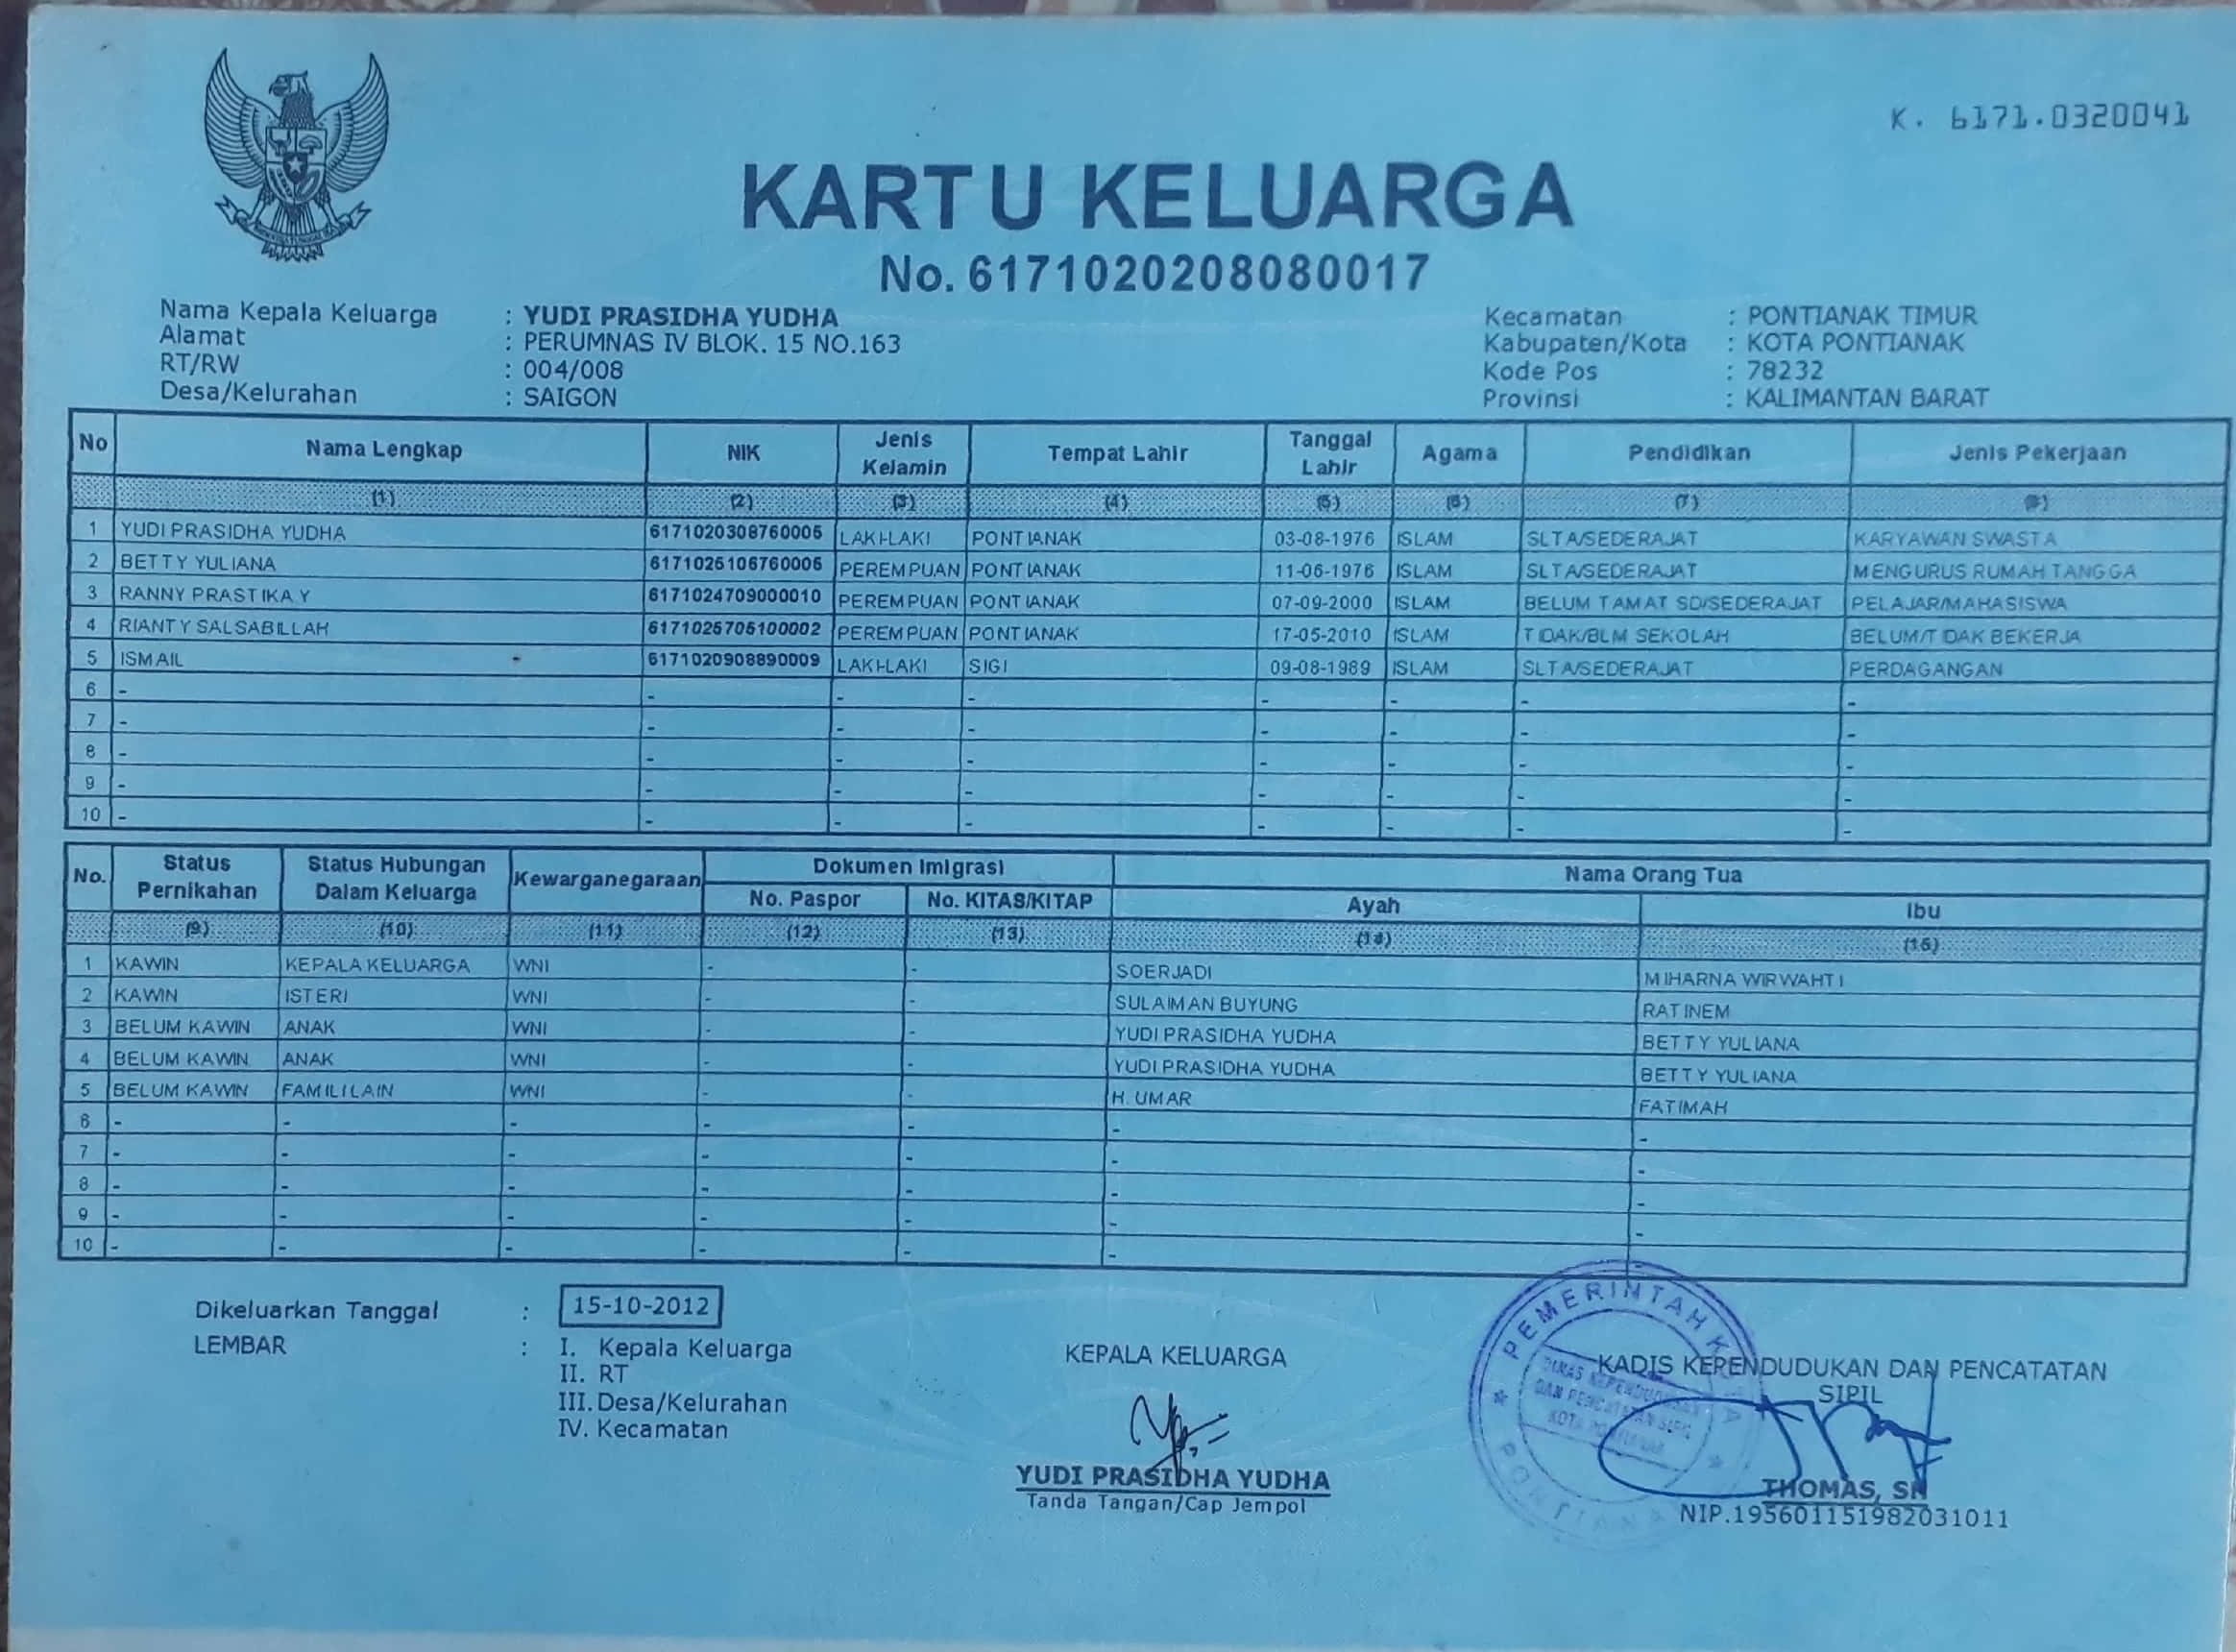 K. 6171.0320041
KARTU KELUARGA
No. 6171020208080017
Nama Kepala Keluarga : YUDI PRASIDHA YUDHA Kecamatan : PONTIANAK TIMUR
Alamat : PERUMNAS IV BLOK. 15 NO.163 Kabupaten/Kota : KOTA PONTIANAK
RT/RW : 004/008 Kode Pos : 78232
Desa/Kelurahan : SAIGON Provinsi : KALIMANTAN BARAT
No Nama Lengkap NIK Jenis Kelamin Tempat Lahir Tanggal Lahir Agama Pendidikan Jenis Pekerjaan
(1) (2) (3) (4) (5) (6) (7) (8)
1 YUDI PRASIDHA YUDHA 6171020308760005 LAKI-LAKI PONTIANAK 03-08-1976 ISLAM SLTA/SEDERAJAT KARYAWAN SWASTA
2 BETTY YULIANA 6171025106760006 PEREMPUAN PONTIANAK 11-06-1976 ISLAM SLTA/SEDERAJAT MENGURUS RUMAH TANGGA
3 RANNY PRASTIKA Y 6171024709000010 PEREMPUAN PONTIANAK 07-09-2000 ISLAM BELUM TAMAT SD/SEDERAJAT PELAJAR/MAHASISWA
4 RIANTY SALSABILLAH 6171025705100002 PEREMPUAN PONTIANAK 17-05-2010 ISLAM TIDAK/BLM SEKOLAH BELUM/TIDAK BEKERJA
5 ISMAIL - 6171020908890009 LAKI-LAKI SIGI 09-08-1989 ISLAM SLTA/SEDERAJAT PERDAGANGAN
6 - - - - - - - -
7 - - - - - - - -
8 - - - - - - - -
9 - - - - - - - -
10 - - - - - - - -
No. Status Pernikahan Status Hubungan Dalam Keluarga Kewarganegaraan Dokumen Imigrasi Nama Orang Tua
No. Paspor No. KITAS/KITAP Ayah Ibu
(9) (10) (11) (12) (13) (14) (15)
1 KAWIN KEPALA KELUARGA WNI - - SOERJADI MIHARNA WIRWAHTI
2 KAWIN ISTERI WNI - - SULAIMAN BUYUNG RATINEM
3 BELUM KAWIN ANAK WNI - - YUDI PRASIDHA YUDHA BETTY YULIANA
4 BELUM KAWIN ANAK WNI - - YUDI PRASIDHA YUDHA BETTY YULIANA
5 BELUM KAWIN FAMILI LAIN WNI - - H. UMAR FATIMAH
6 - - - - - - -
7 - - - - - - -
8 - - - - - - -
9 - - - - - - -
10 - - - - - - -
Dikeluarkan Tanggal : 15-10-2012
LEMBAR : I. Kepala Keluarga
II. RT
III. Desa/Kelurahan
IV. Kecamatan
KEPALA KELUARGA
YUDI PRASIDHA YUDHA
Tanda Tangan/Cap Jempol
PEMERINTAH KOTA
PONTIANAK
DINAS KEPENDUDUKAN
DAN PENCATATAN SIPIL
KOTA PONTIANAK
KADIS KEPENDUDUKAN DAN PENCATATAN
SIPIL
THOMAS, SH
NIP.195601151982031011